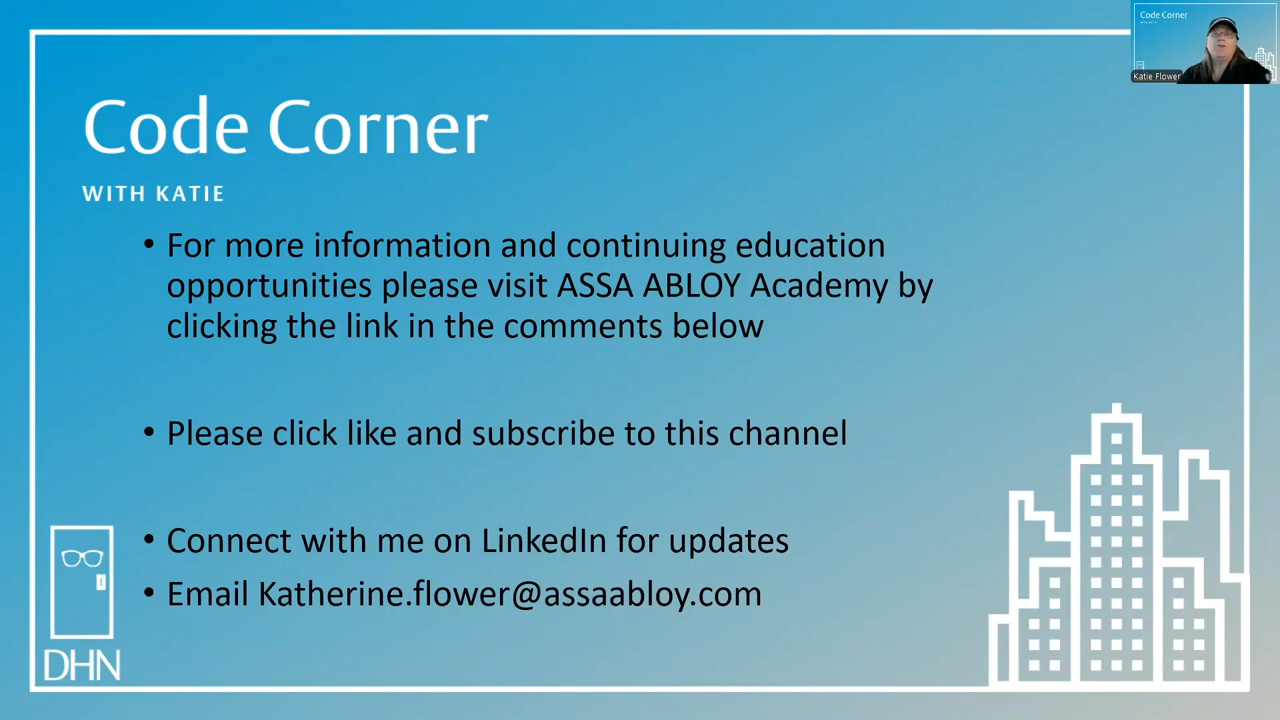 Code Corner
WITH KATIE
• For more information and continuing education
opportunities please visit ASSA ABLOY Academy by
clicking the link in the comments below
• Please click like and subscribe to this channel
• Connect with me on LinkedIn for updates
• Email Katherine.flower@assaabloy.com
DHN
Code Corner
Katie Flower